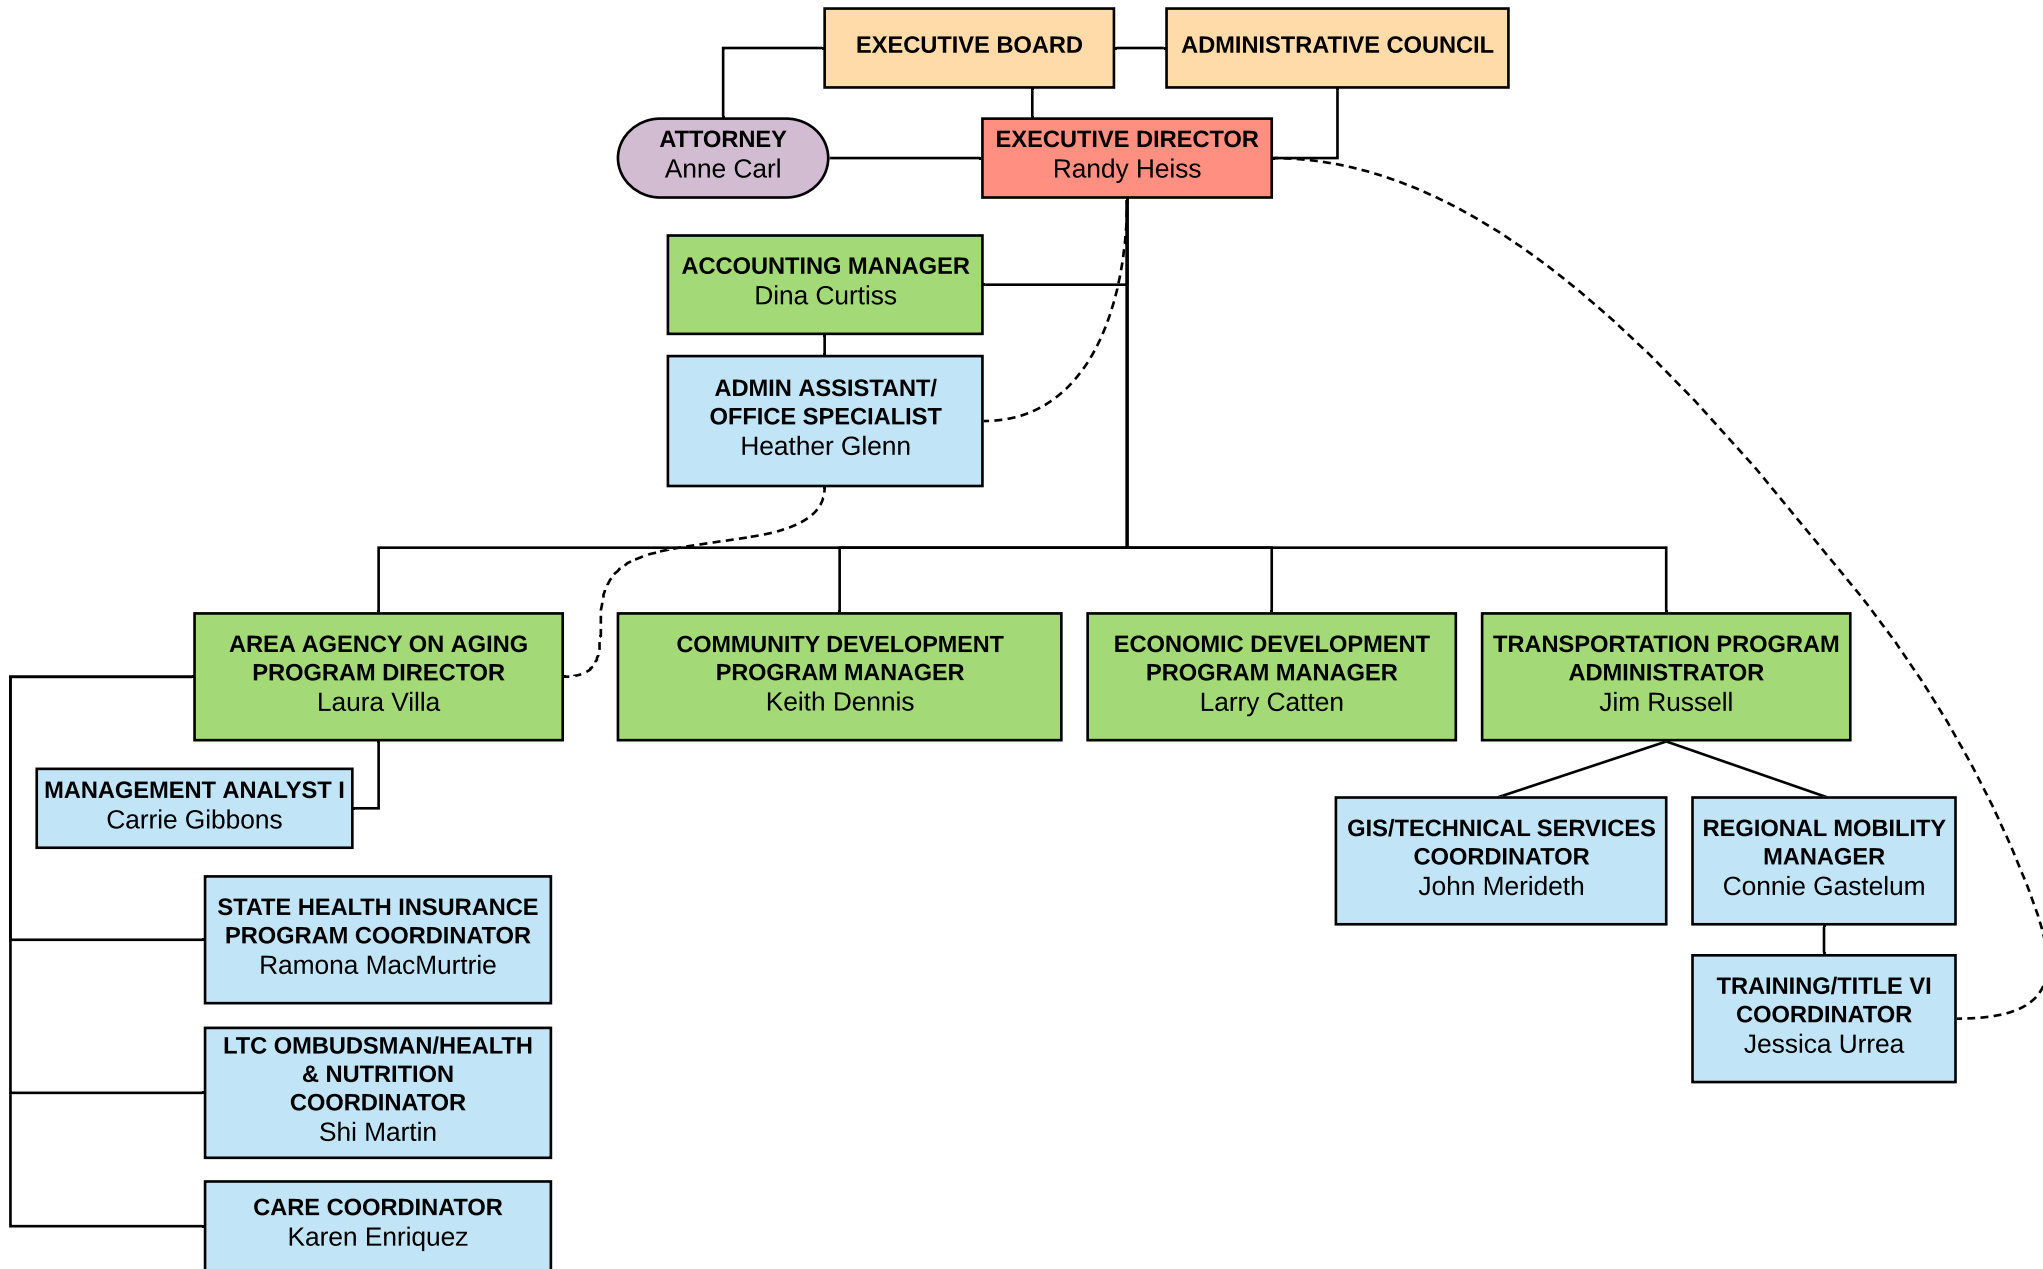 EXECUTIVE BOARD
ADMINISTRATIVE COUNCIL
ATTORNEY
Anne Carl
EXECUTIVE DIRECTOR
Randy Heiss
ACCOUNTING MANAGER
Dina Curtiss
ADMIN ASSISTANT/
OFFICE SPECIALIST
Heather Glenn
AREA AGENCY ON AGING
PROGRAM DIRECTOR
Laura Villa
COMMUNITY DEVELOPMENT
PROGRAM MANAGER
Keith Dennis
ECONOMIC DEVELOPMENT
PROGRAM MANAGER
Larry Catten
TRANSPORTATION PROGRAM
ADMINISTRATOR
Jim Russell
MANAGEMENT ANALYST I
Carrie Gibbons
GIS/TECHNICAL SERVICES
COORDINATOR
John Merideth
REGIONAL MOBILITY
MANAGER
Connie Gastelum
STATE HEALTH INSURANCE
PROGRAM COORDINATOR
Ramona MacMurtrie
TRAINING/TITLE VI
COORDINATOR
Jessica Urrea
LTC OMBUDSMAN/HEALTH
& NUTRITION
COORDINATOR
Shi Martin
CARE COORDINATOR
Karen Enriquez